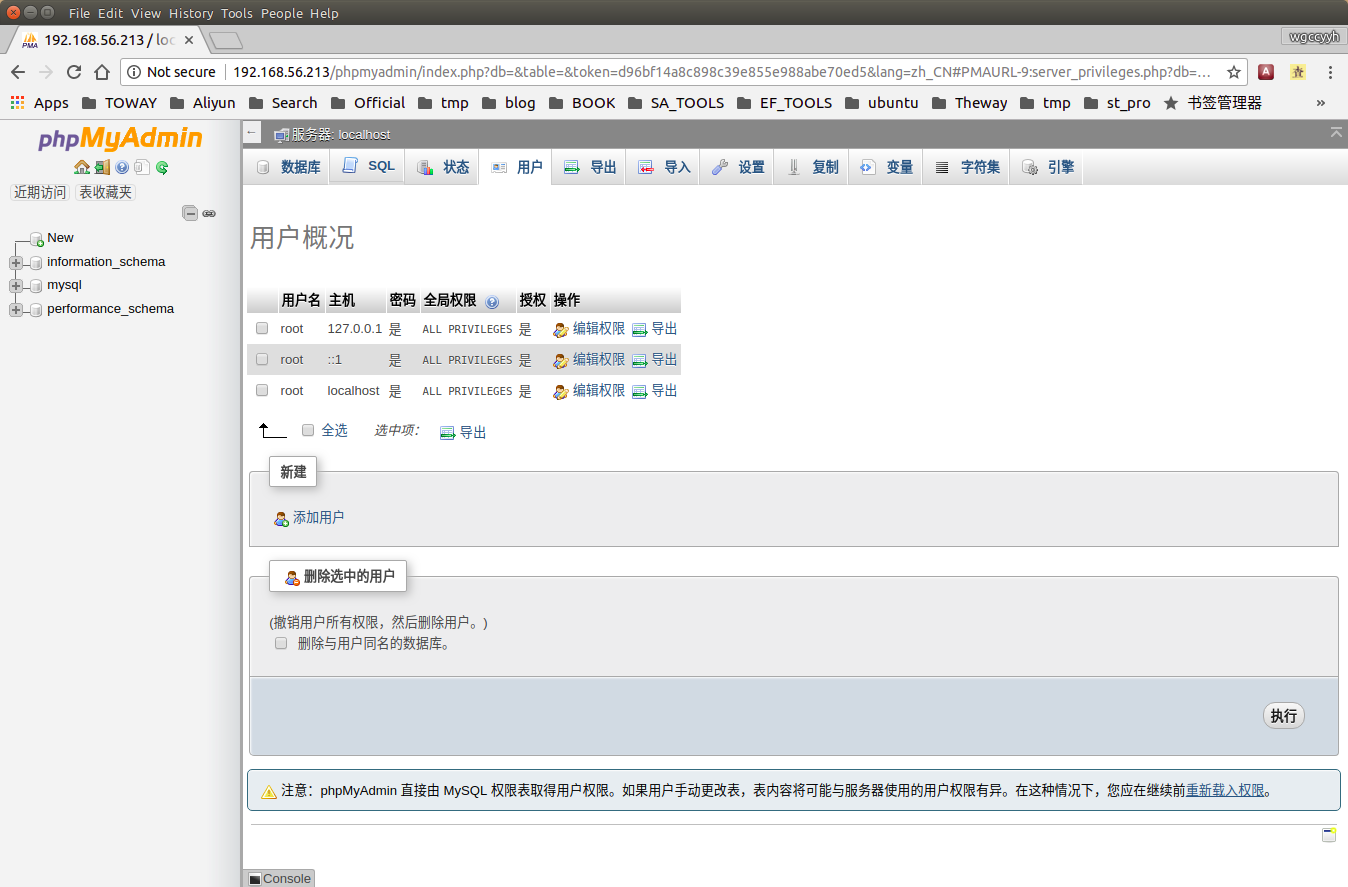 File Edit View History Tools People Help
192.168.56.213 / loc
wgccyyh
Not secure 192.168.56.213/phpmyadmin/index.php?db=&table=&token=d96bf14a8c898c39e855e988abe70ed5&lang=zh_CN#PMAURL-9:server_privileges.php?db=...
Apps TOWAY Aliyun Search Official tmp blog BOOK SA_TOOLS EF_TOOLS ubuntu Theway tmp st_pro 书签管理器 »
phpMyAdmin
近期访问 表收藏夹
New
information_schema
mysql
performance_schema
服务器: localhost
数据库 SQL 状态 用户 导出 导入 设置 复制 变量 字符集 引擎
用户概况
用户名 主机 密码 全局权限 授权 操作
root 127.0.0.1 是 ALL PRIVILEGES 是 编辑权限 导出
root ::1 是 ALL PRIVILEGES 是 编辑权限 导出
root localhost 是 ALL PRIVILEGES 是 编辑权限 导出
全选 选中项： 导出
新建
添加用户
删除选中的用户
(撤销用户所有权限，然后删除用户。)
删除与用户同名的数据库。
执行
注意：phpMyAdmin 直接由 MySQL 权限表取得用户权限。如果用户手动更改表，表内容将可能与服务器使用的用户权限有异。在这种情况下，您应在继续前重新载入权限。
Console